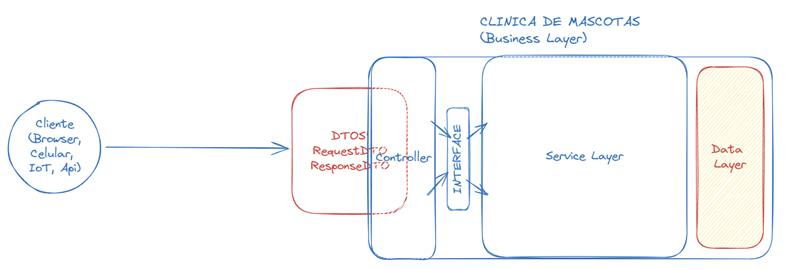 CLINICA DE MASCOTAS
(Business Layer)
Cliente
(Browser,
Celular,
IoT, Api)
DTOS
RequestDTO
ResponseDTO
Controller
INTERFACE
Service Layer
Data
Layer